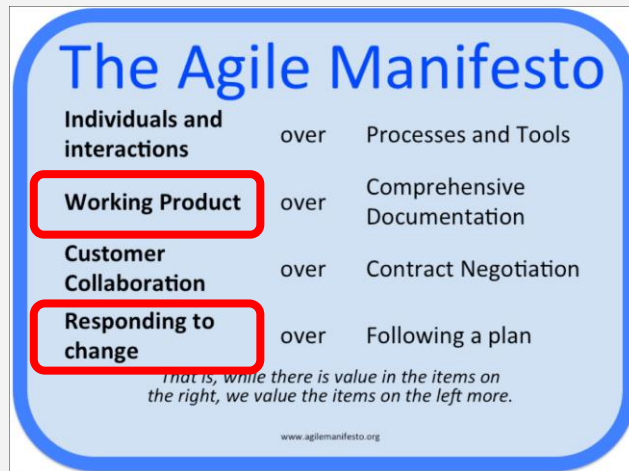 The Agile Manifesto
Individuals and interactions over Processes and Tools
Working Product over Comprehensive Documentation
Customer Collaboration over Contract Negotiation
Responding to change over Following a plan
That is, while there is value in the items on
the right, we value the items on the left more.
www.agilemanifesto.org